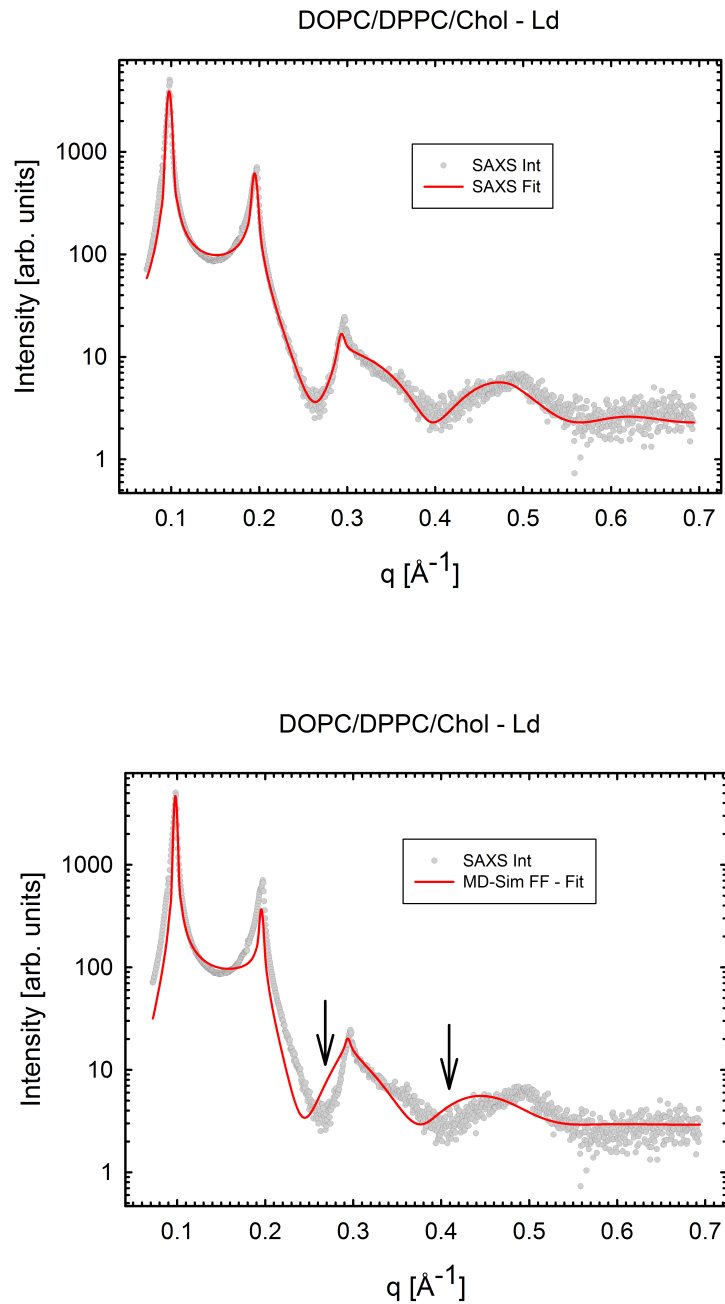 DOPC/DPPC/Chol - Ld
Intensity [arb. units]
1000
100
10
1
SAXS Int
SAXS Fit
0.1 0.2 0.3 0.4 0.5 0.6 0.7
q [Å-1]
DOPC/DPPC/Chol - Ld
Intensity [arb. units]
1000
100
10
1
SAXS Int
MD-Sim FF - Fit
0.1 0.2 0.3 0.4 0.5 0.6 0.7
q [Å-1]